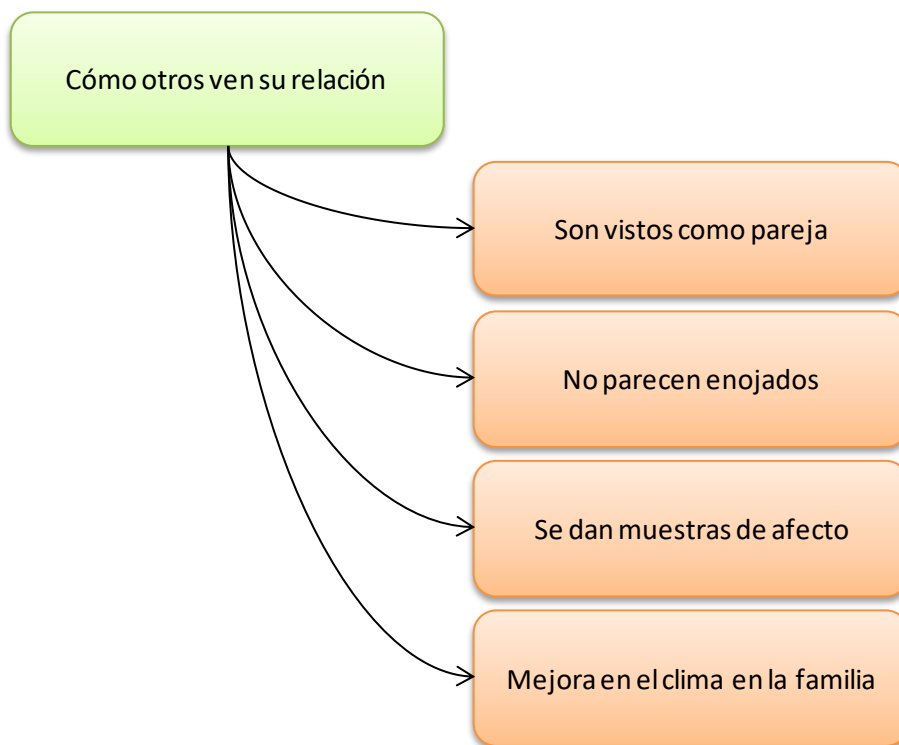 Cómo otros ven su relación
Son vistos como pareja
No parecen enojados
Se dan muestras de afecto
Mejora en el clima en la familia